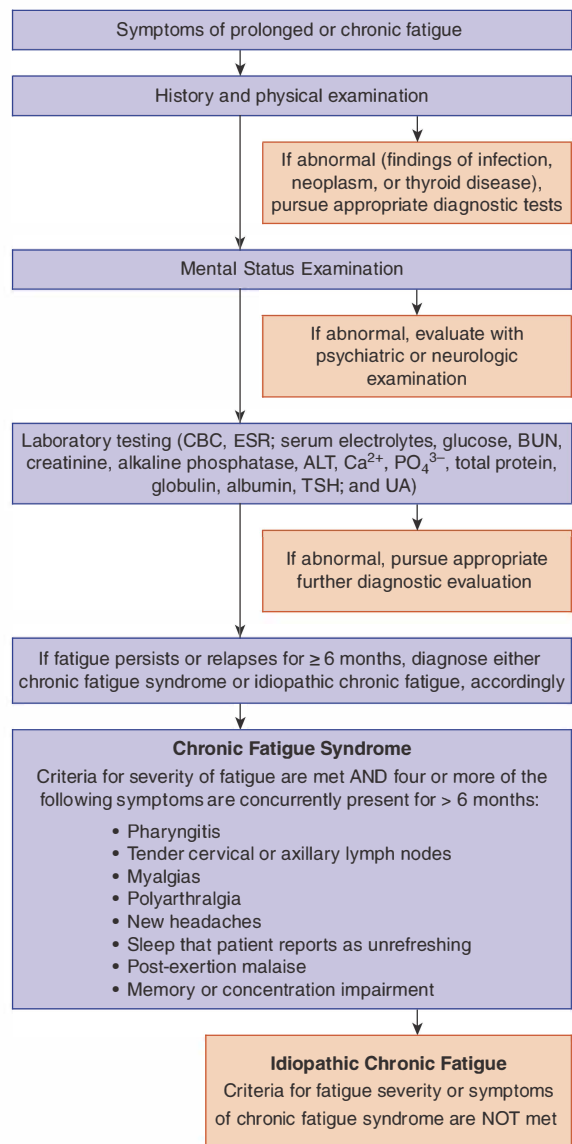 Symptoms of prolonged or chronic fatigue
History and physical examination
If abnormal (findings of infection,
neoplasm, or thyroid disease),
pursue appropriate diagnostic tests
Mental Status Examination
If abnormal, evaluate with
psychiatric or neurologic
examination
Laboratory testing (CBC, ESR; serum electrolytes, glucose, BUN,
creatinine, alkaline phosphatase, ALT, Ca²⁺, PO₄³⁻, total protein,
globulin, albumin, TSH; and UA)
If abnormal, pursue appropriate
further diagnostic evaluation
If fatigue persists or relapses for ≥ 6 months, diagnose either
chronic fatigue syndrome or idiopathic chronic fatigue, accordingly
Chronic Fatigue Syndrome
Criteria for severity of fatigue are met AND four or more of the
following symptoms are concurrently present for > 6 months:
• Pharyngitis
• Tender cervical or axillary lymph nodes
• Myalgias
• Polyarthralgia
• New headaches
• Sleep that patient reports as unrefreshing
• Post-exertion malaise
• Memory or concentration impairment
Idiopathic Chronic Fatigue
Criteria for fatigue severity or symptoms
of chronic fatigue syndrome are NOT met